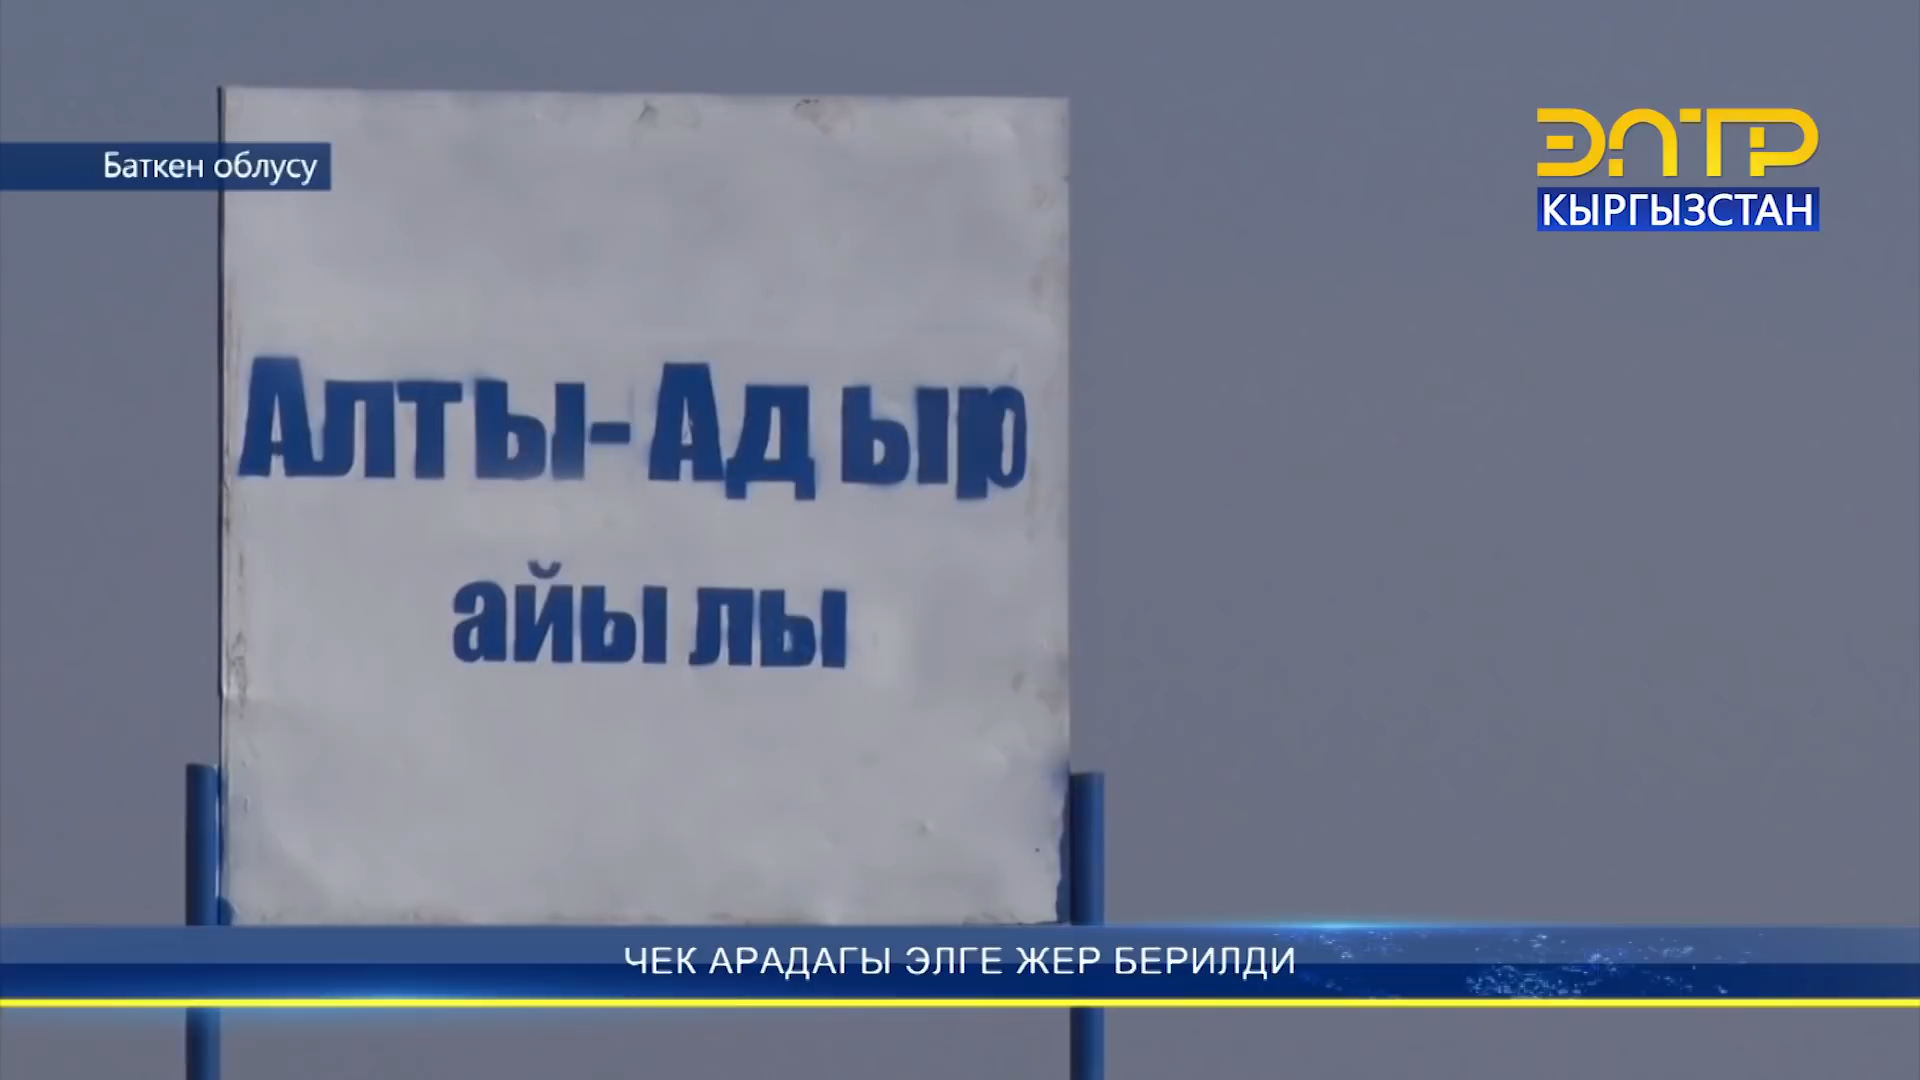 Баткен облусу
ЭЛТР
КЫРГЫЗСТАН
Алты-Адыр
айылы
ЧЕК АРАДАГЫ ЭЛГЕ ЖЕР БЕРИЛДИ